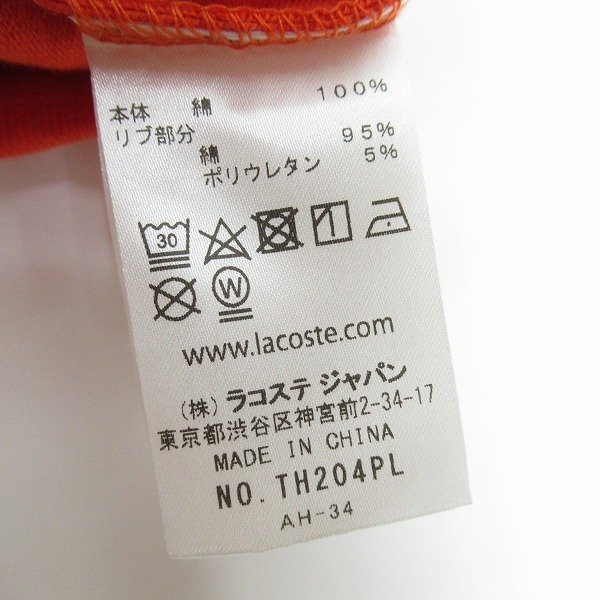 本体 綿 100%
リブ部分
綿 95%
ポリウレタン 5%
30
W
www.lacoste.com
(株) ラコステ ジャパン
東京都渋谷区神宮前2-34-17
MADE IN CHINA
NO. TH204PL
AH-34